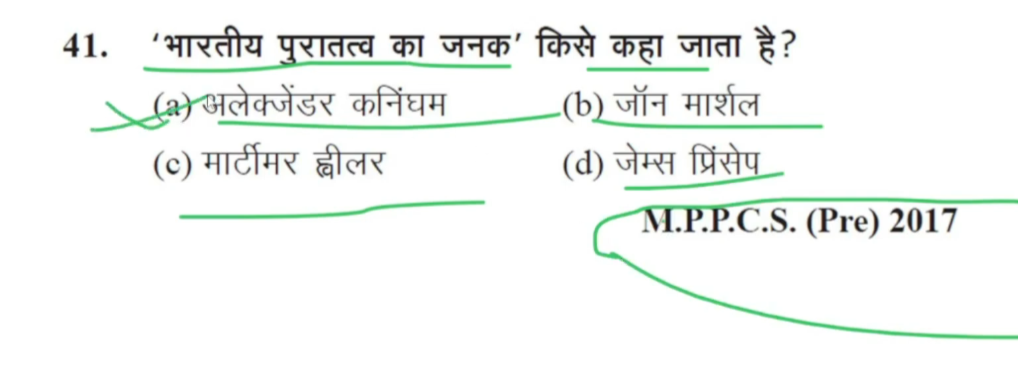 41. 'भारतीय पुरातत्व का जनक' किसे कहा जाता है?
(a) अलेक्जेंडर कनिंघम (b) जॉन मार्शल
(c) मार्टीमर ह्वीलर (d) जेम्स प्रिंसेप
M.P.P.C.S. (Pre) 2017